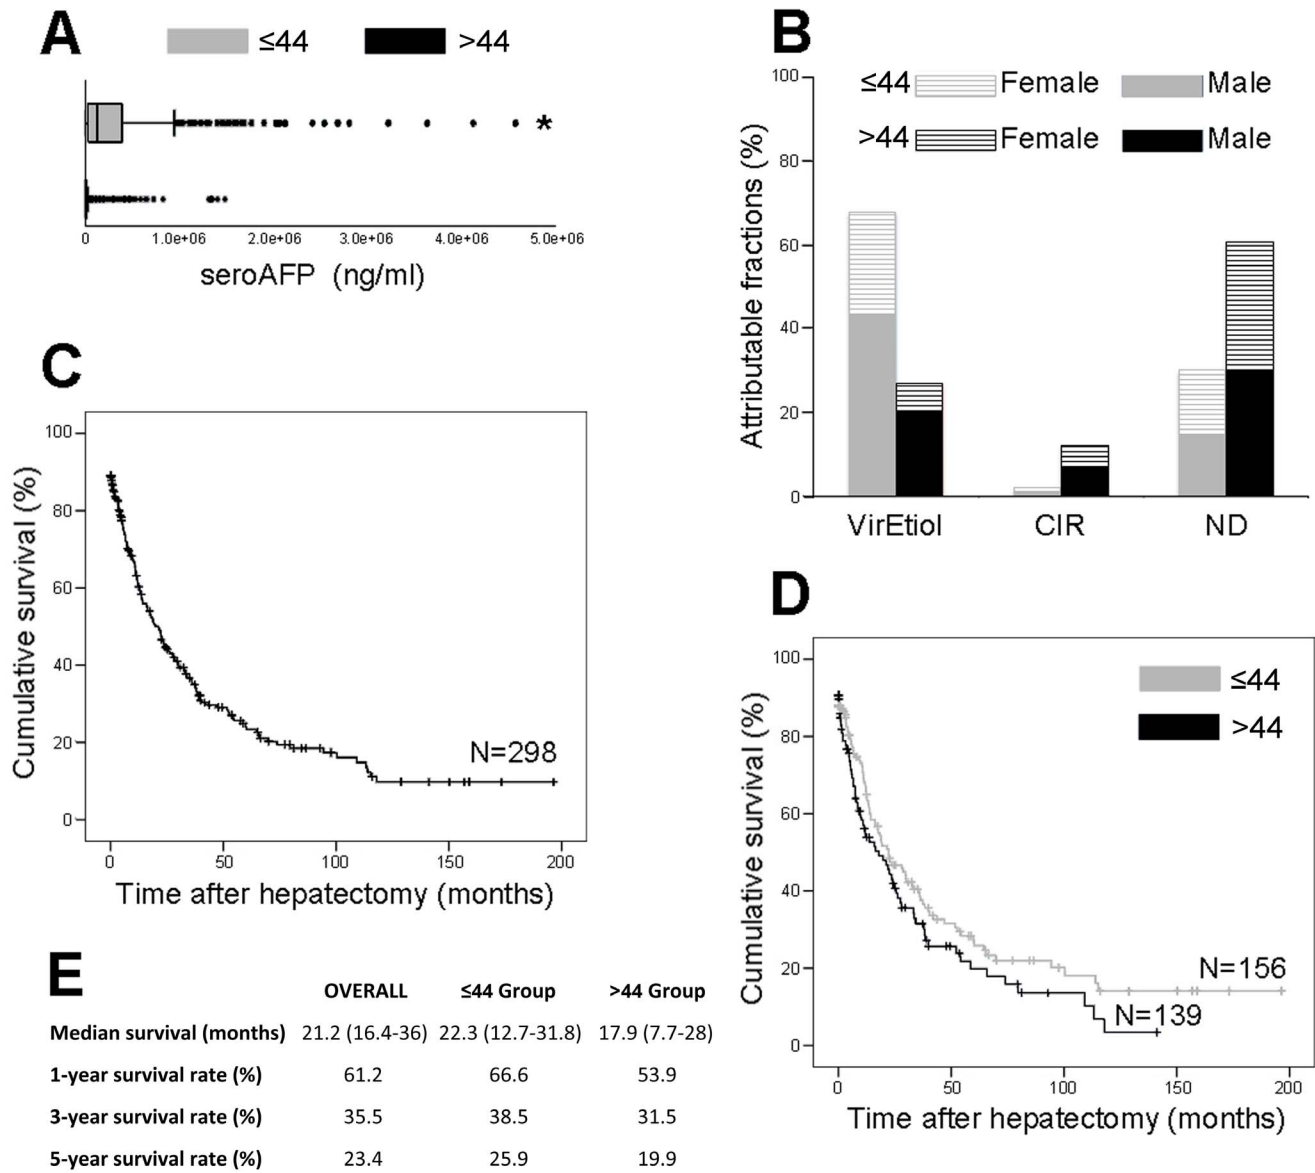 A
≤44 >44
*
0 1.0e+06 2.0e+06 3.0e+06 4.0e+06 5.0e+06
seroAFP (ng/ml)
B
≤44 Female Male
>44 Female Male
100
80
60
40
20
0
Attributable fractions (%)
VirEtiol CIR ND
C
100
80
60
40
20
0
Cumulative survival (%)
N=298
0 50 100 150 200
Time after hepatectomy (months)
D
≤44
>44
100
80
60
40
20
0
Cumulative survival (%)
N=156
N=139
0 50 100 150 200
Time after hepatectomy (months)
E
OVERALL ≤44 Group >44 Group
Median survival (months) 21.2 (16.4-36) 22.3 (12.7-31.8) 17.9 (7.7-28)
1-year survival rate (%) 61.2 66.6 53.9
3-year survival rate (%) 35.5 38.5 31.5
5-year survival rate (%) 23.4 25.9 19.9